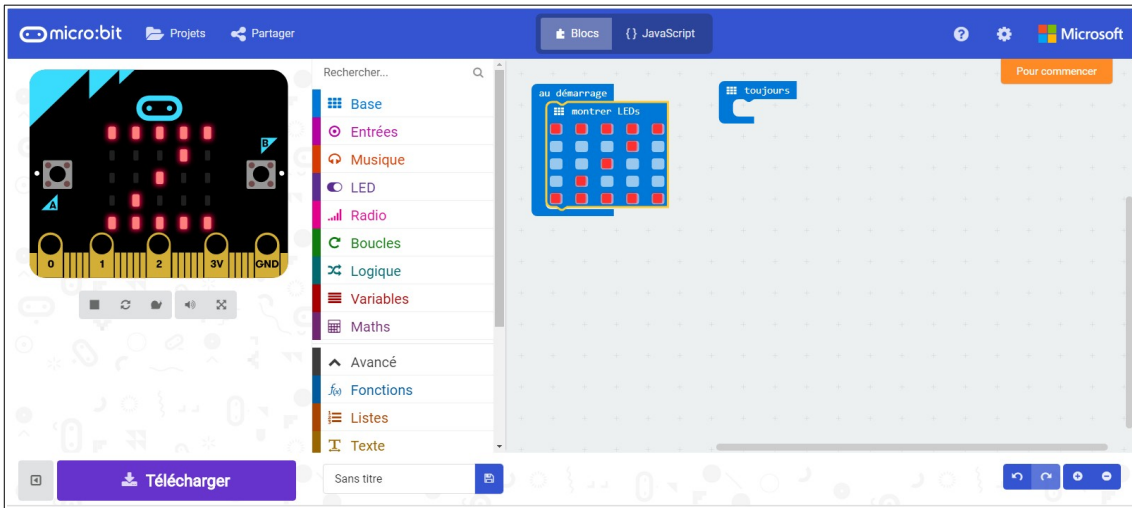 micro:bit Projets Partager Blocs {} JavaScript ? Microsoft
Rechercher...
Base
Entrées
Musique
LED
Radio
Boucles
Logique
Variables
Maths
Avancé
f(x) Fonctions
Listes
Texte
au démarrage
montrer LEDs
toujours
Pour commencer
B
A
0 1 2 3V GND
Télécharger
Sans titre